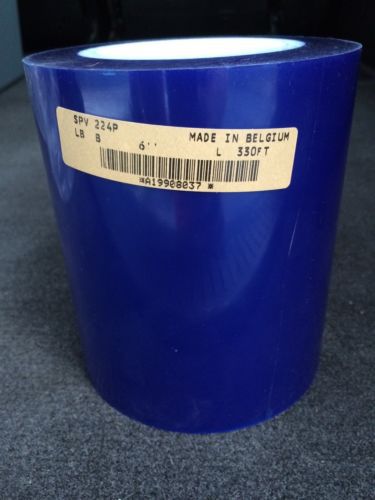 SPV 224P MADE IN BELGIUM
LB B 6'' L 330FT
*A19908037*